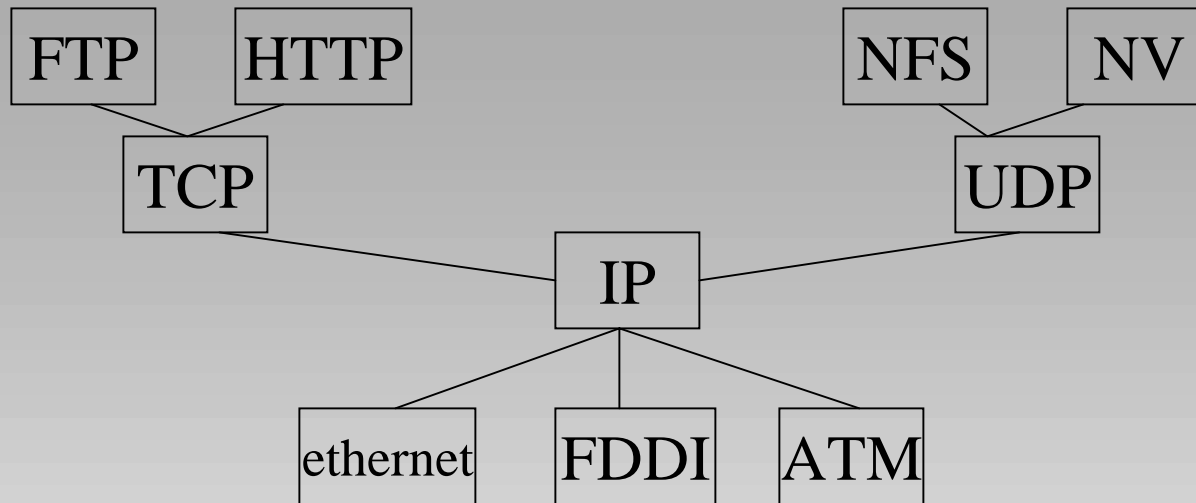 FTP HTTP NFS NV
TCP UDP
IP
ethernet FDDI ATM